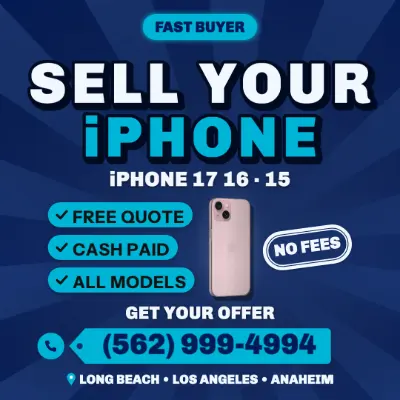 FAST BUYER
SELL YOUR
iPHONE
iPHONE 17 16 · 15
FREE QUOTE
CASH PAID
ALL MODELS
NO FEES
GET YOUR OFFER
(562) 999-4994
LONG BEACH • LOS ANGELES • ANAHEIM